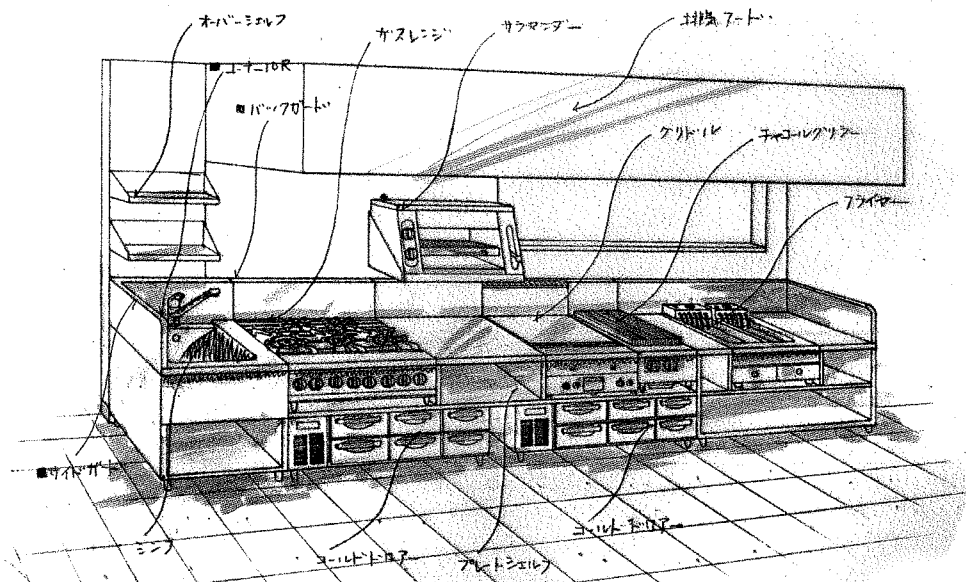 オーバーシェルフ
ガスレンジ
サラマンダー
排気フード
■コーナー10R
■バックガード
グリドル
チャコールグリラー
フライヤー
■サイドガード
シンク
コールドドロアー
プレートシェルフ
コールドドロアー